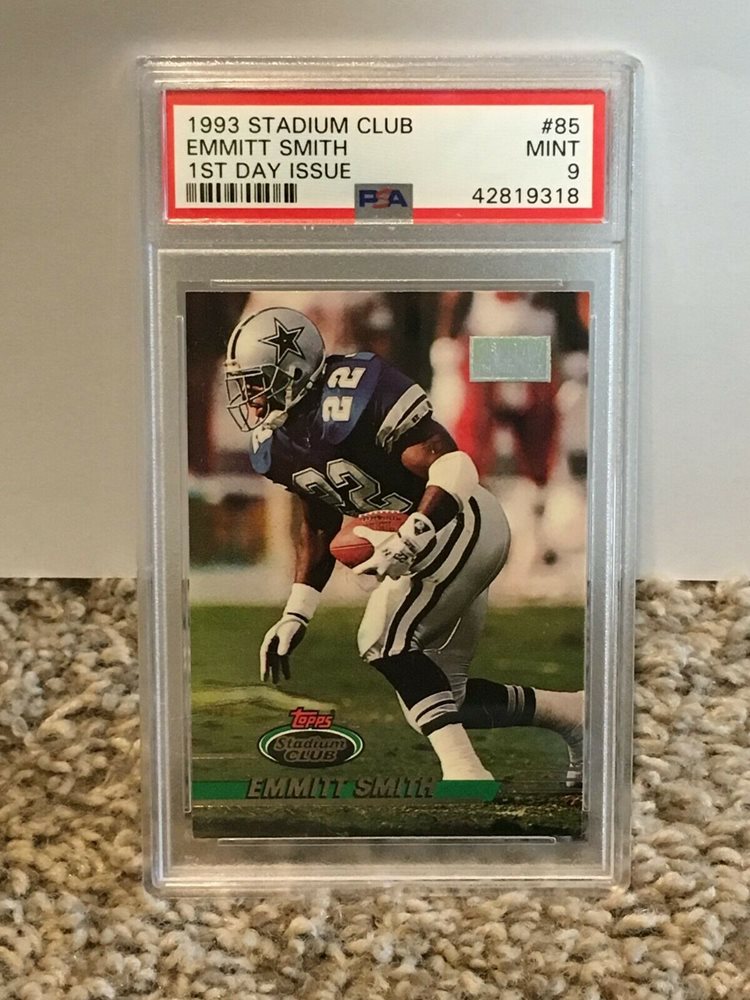 1993 STADIUM CLUB #85
EMMITT SMITH MINT
1ST DAY ISSUE 9
PSA 42819318
22
22
topps
Stadium
CLUB
EMMITT SMITH